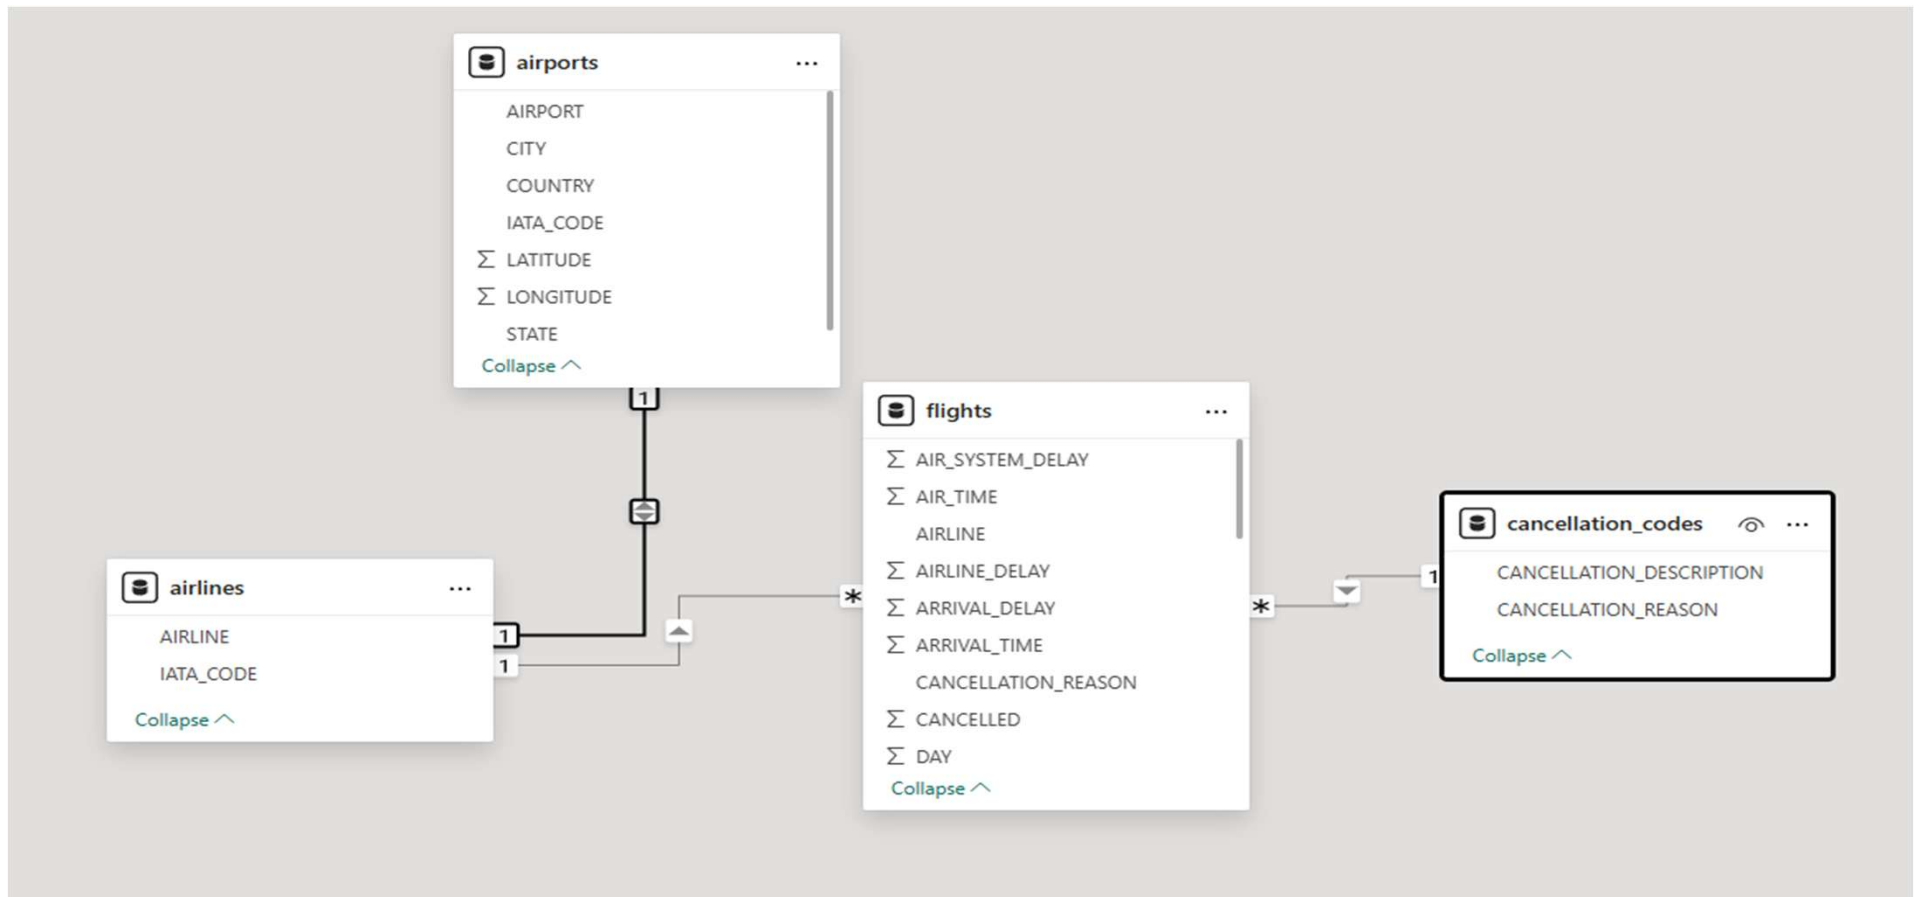 airports ...
AIRPORT
CITY
COUNTRY
IATA_CODE
Σ LATITUDE
Σ LONGITUDE
STATE
Collapse
1
airlines ...
AIRLINE
IATA_CODE
Collapse
1
1
*
flights ...
Σ AIR_SYSTEM_DELAY
Σ AIR_TIME
AIRLINE
Σ AIRLINE_DELAY
Σ ARRIVAL_DELAY
Σ ARRIVAL_TIME
CANCELLATION_REASON
Σ CANCELLED
Σ DAY
Collapse
*
1
cancellation_codes ...
CANCELLATION_DESCRIPTION
CANCELLATION_REASON
Collapse